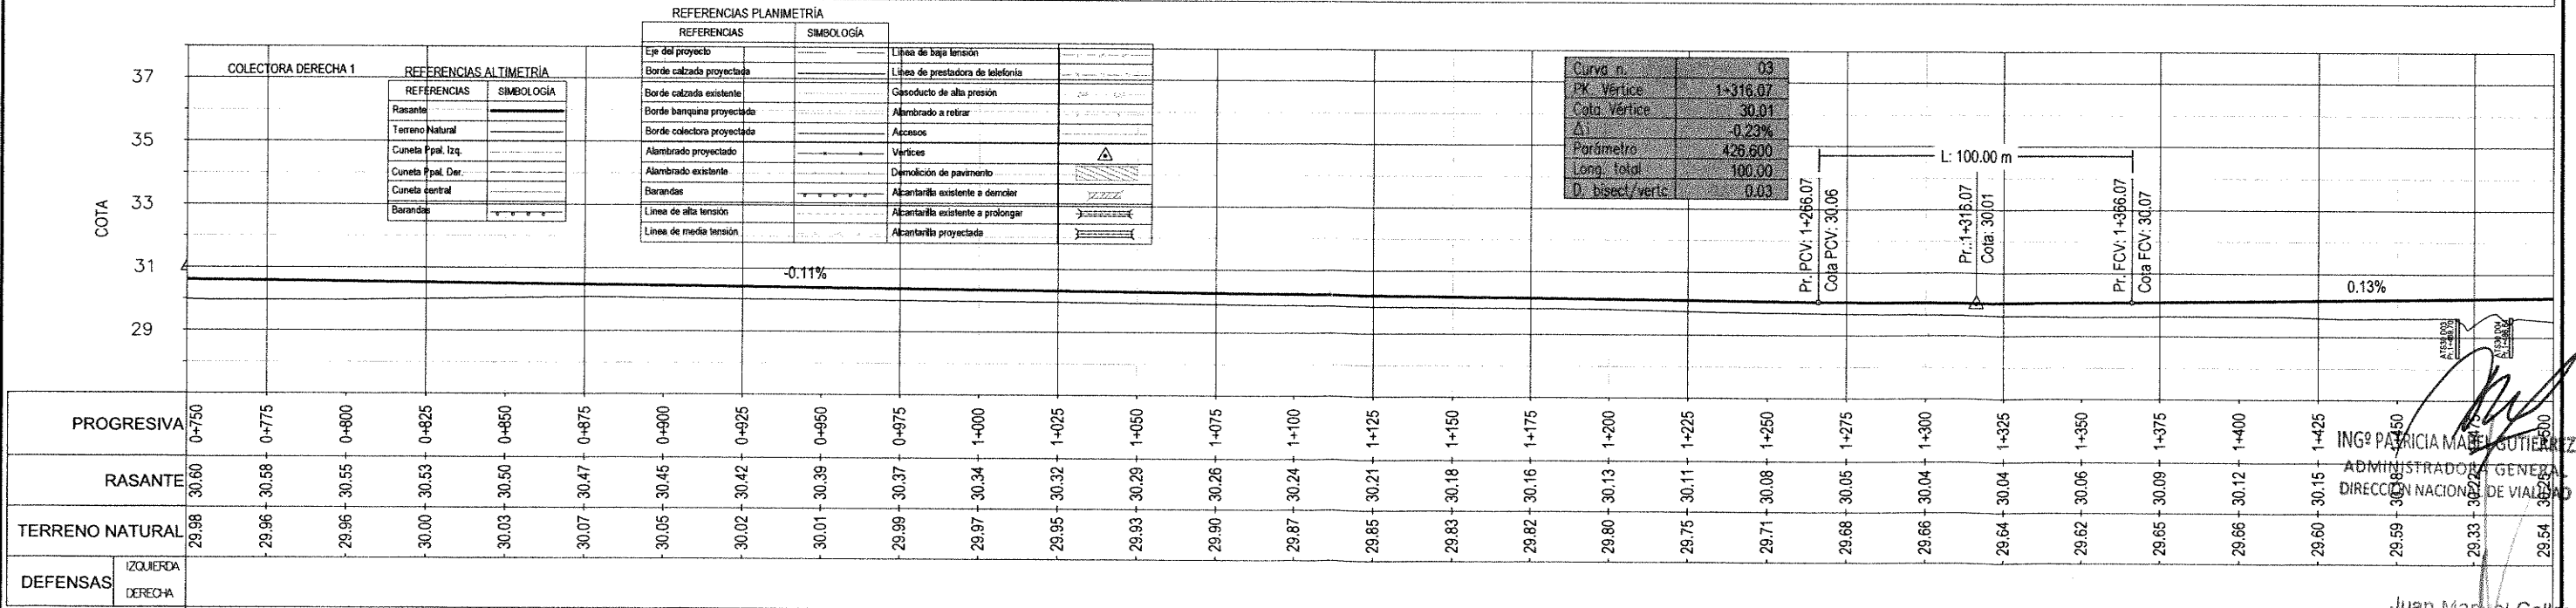 REFERENCIAS PLANIMETRÍA
REFERENCIAS SIMBOLOGÍA
Eje del proyecto Línea de baja tensión
Borde calzada proyectada Línea de prestadora de telefonía
Borde calzada existente Gasoducto de alta presión
Borde banquina proyectada Alambrado a retirar
Borde colectora proyectada Accesos
Alambrado proyectado Vertices
Alambrado existente Demolición de pavimento
Barandas Alcantarilla existente a demoler
Línea de alta tensión Alcantarilla existente a prolongar
Línea de media tensión Alcantarilla proyectada
COLECTORA DERECHA 1
REFERENCIAS ALTIMETRÍA
REFERENCIAS SIMBOLOGÍA
Rasante
Terreno Natural
Cuneta Ppal. Izq.
Cuneta Ppal. Der.
Cuneta central
Barandas
Curva n. 03
PK. Vértice 1+316.07
Cota Vértice 30.01
Δi -0.23%
Parámetro 426.600
Long. total 100.00
D. bisect/vertc 0.03
L: 100.00 m
Pr. PCV: 1+266.07
Cota PCV: 30.06
Pr.:1+316.07
Cota: 30.01
Pr. FCV: 1+366.07
Cota FCV: 30.07
COTA
37
35
33
31
29
-0.11%
0.13%
PROGRESIVA 0+750 0+775 0+800 0+825 0+850 0+875 0+900 0+925 0+950 0+975 1+000 1+025 1+050 1+075 1+100 1+125 1+150 1+175 1+200 1+225 1+250 1+275 1+300 1+325 1+350 1+375 1+400 1+425 1+450 1+475 1+500
RASANTE 30.60 30.58 30.55 30.53 30.50 30.47 30.45 30.42 30.39 30.37 30.34 30.32 30.29 30.26 30.24 30.21 30.18 30.16 30.13 30.11 30.08 30.05 30.04 30.04 30.06 30.09 30.12 30.15 30.18 30.22 30.25
TERRENO NATURAL 29.98 29.96 29.96 30.00 30.03 30.07 30.05 30.02 30.01 29.99 29.97 29.95 29.93 29.90 29.87 29.85 29.83 29.82 29.80 29.75 29.71 29.68 29.66 29.64 29.62 29.65 29.66 29.60 29.59 29.33 29.54
DEFENSAS IZQUIERDA
DERECHA
INGº PATRICIA MABEL GUTIERREZ
ADMINISTRADORA GENERAL
DIRECCIÓN NACIONAL DE VIALIDAD
Juan Manuel